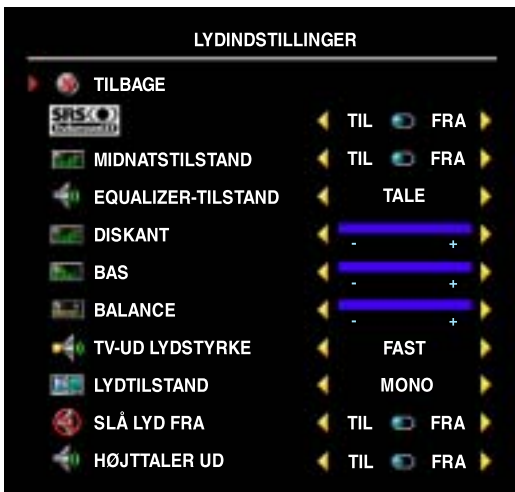 LYDINDSTILLINGER
TILBAGE
SRS TIL FRA
MIDNATSTILSTAND TIL FRA
EQUALIZER-TILSTAND TALE
DISKANT
- +
BAS
- +
BALANCE
- +
TV-UD LYDSTYRKE FAST
LYDTILSTAND MONO
SLÅ LYD FRA TIL FRA
HØJTTALER UD TIL FRA